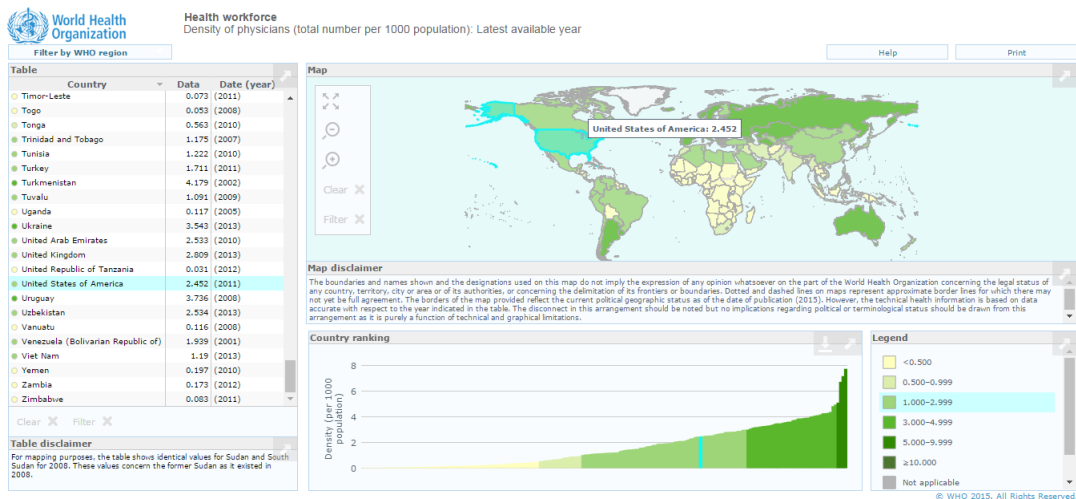 World Health
Organization
Health workforce
Density of physicians (total number per 1000 population): Latest available year
Filter by WHO region
Help
Print
Table
Country Data Date (year)
Timor-Leste 0.073 (2011)
Togo 0.053 (2008)
Tonga 0.563 (2010)
Trinidad and Tobago 1.175 (2007)
Tunisia 1.222 (2010)
Turkey 1.711 (2011)
Turkmenistan 4.179 (2002)
Tuvalu 1.091 (2009)
Uganda 0.117 (2005)
Ukraine 3.543 (2013)
United Arab Emirates 2.533 (2010)
United Kingdom 2.809 (2013)
United Republic of Tanzania 0.031 (2012)
United States of America 2.452 (2011)
Uruguay 3.736 (2008)
Uzbekistan 2.534 (2013)
Vanuatu 0.116 (2008)
Venezuela (Bolivarian Republic of) 1.939 (2001)
Viet Nam 1.19 (2013)
Yemen 0.197 (2010)
Zambia 0.173 (2012)
Zimbabwe 0.083 (2011)
Clear Filter
Table disclaimer
For mapping purposes, the table shows identical values for Sudan and South
Sudan for 2008. These values concern the former Sudan as it existed in
2008.
Map
Clear
Filter
United States of America: 2.452
Map disclaimer
The boundaries and names shown and the designations used on this map do not imply the expression of any opinion whatsoever on the part of the World Health Organization concerning the legal status of
any country, territory, city or area or of its authorities, or concerning the delimitation of its frontiers or boundaries. Dotted and dashed lines on maps represent approximate border lines for which there may
not yet be full agreement. The borders of the map provided reflect the current political geographic status as of the date of publication (2015). However, the technical health information is based on data
accurate with respect to the year indicated in the table. The disconnect in this arrangement should be noted but no implications regarding political or terminological status should be drawn from this
arrangement as it is purely a function of technical and graphical limitations.
Country ranking
Density (per 1000
population)
8
6
4
2
0
Legend
<0.500
0.500–0.999
1.000–2.999
3.000–4.999
5.000–9.999
≥10.000
Not applicable
© WHO 2015. All Rights Reserved